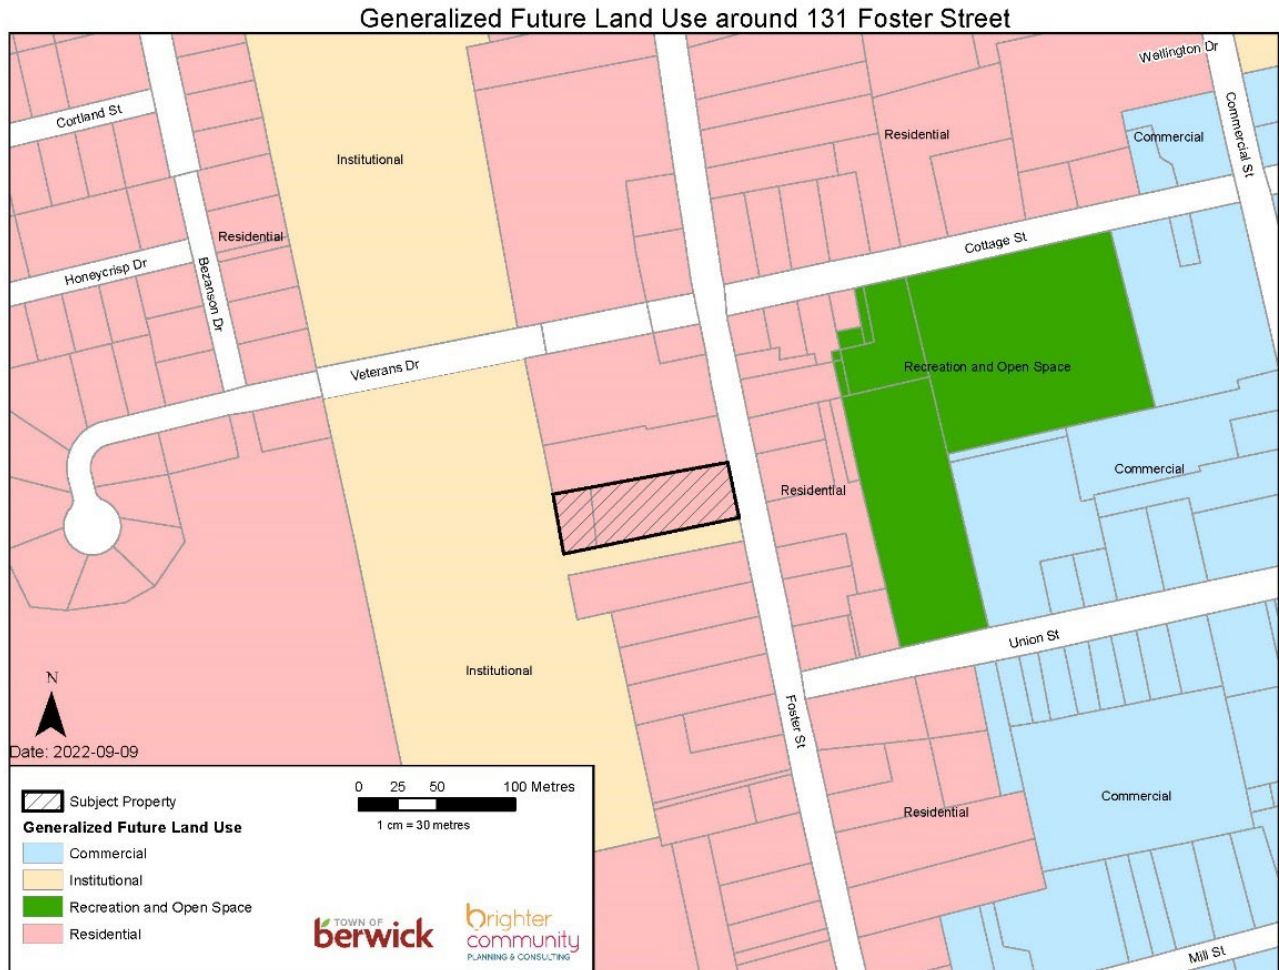 Generalized Future Land Use around 131 Foster Street
Wellington Dr
Cortland St
Commercial St
Residential
Commercial
Institutional
Residential
Cottage St
Honeycrisp Dr
Bezanson Dr
Veterans Dr
Recreation and Open Space
Commercial
Residential
Union St
Institutional
N
Foster St
Date: 2022-09-09
Commercial
Residential
0 25 50 100 Metres
1 cm = 30 metres
Subject Property
Generalized Future Land Use
Commercial
Institutional
Recreation and Open Space
Residential
TOWN OF
berwick
brighter
community
PLANNING & CONSULTING
Mill St